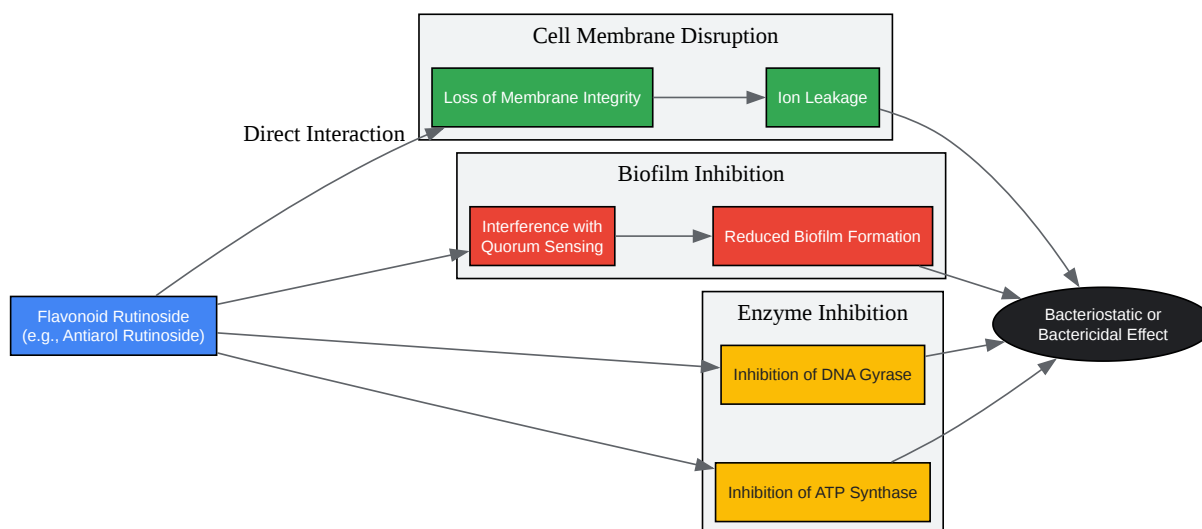 Cell Membrane Disruption
Loss of Membrane Integrity
Ion Leakage
Direct Interaction
Biofilm Inhibition
Interference with
Quorum Sensing
Reduced Biofilm Formation
Flavonoid Rutinoside
(e.g., Antiarol Rutinoside)
Enzyme Inhibition
Bacteriostatic or
Bactericidal Effect
Inhibition of DNA Gyrase
Inhibition of ATP Synthase